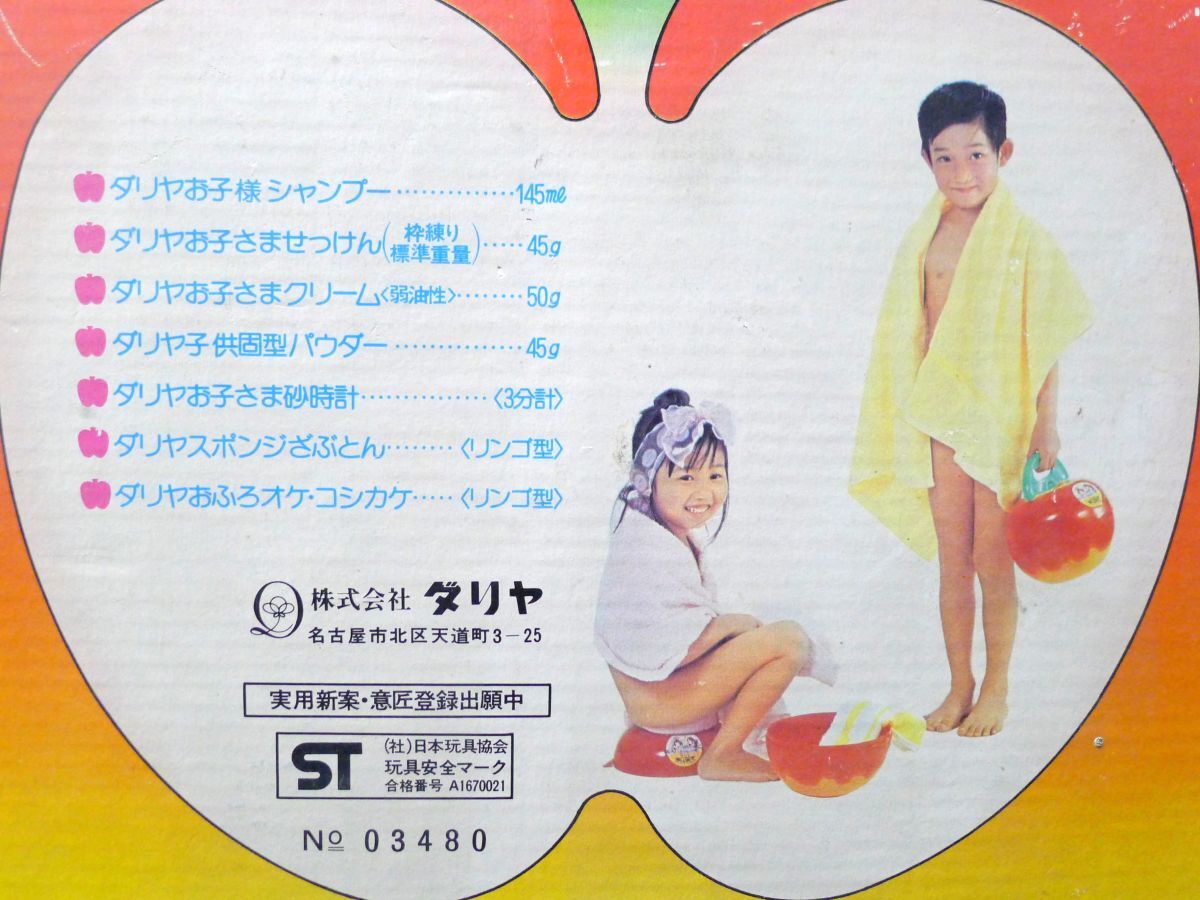 ダリヤお子様シャンプー……………145ml
ダリヤお子さませっけん(枠練り標準重量)……45g
ダリヤお子さまクリーム〈弱油性〉………50g
ダリヤ子供固型パウダー……………45g
ダリヤお子さま砂時計……………〈3分計〉
ダリヤスポンジざぶとん………〈リンゴ型〉
ダリヤおふろオケ・コシカケ……〈リンゴ型〉
株式会社 ダリヤ
名古屋市北区天道町3-25
実用新案・意匠登録出願中
ST
(社)日本玩具協会
玩具安全マーク
合格番号 A1670021
No 03480